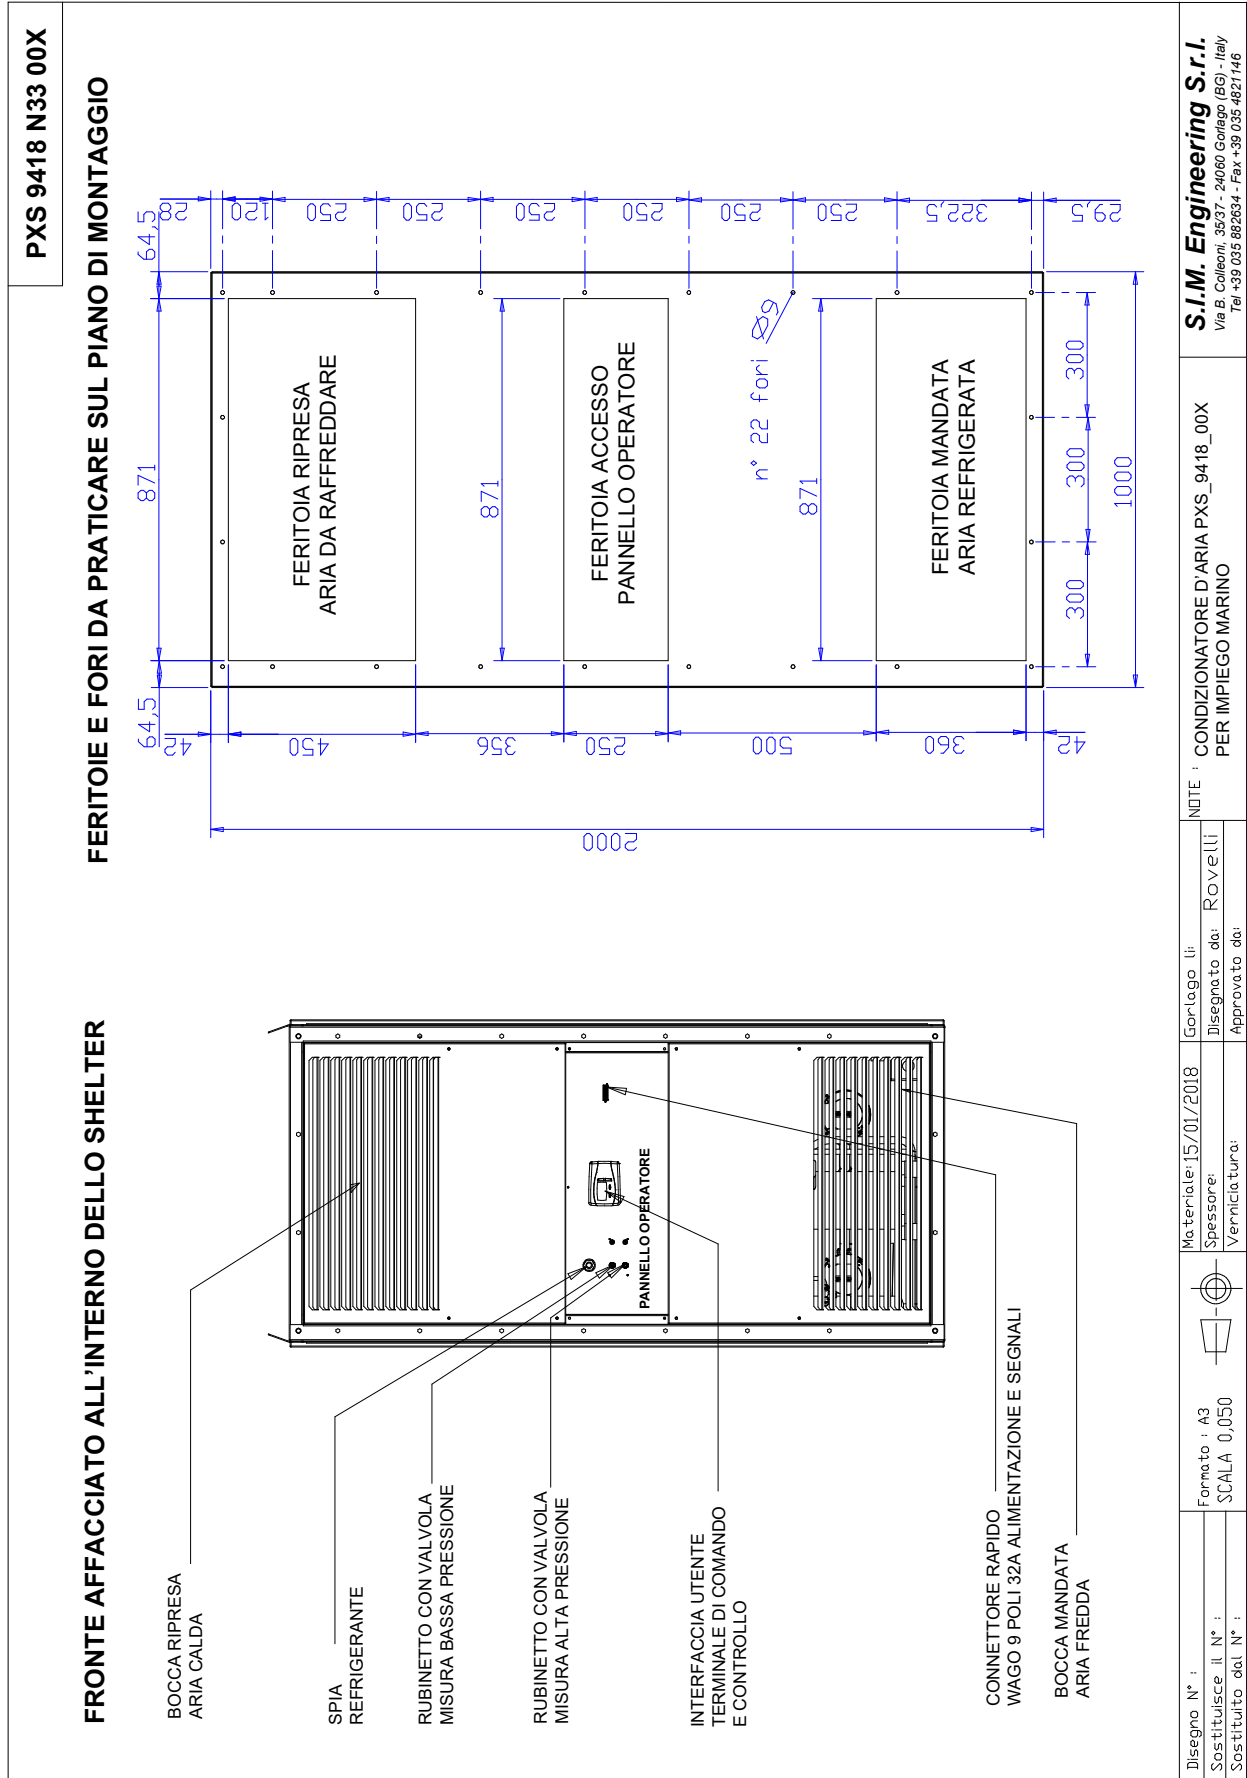 PXS 9418 N33 00X
FRONTE AFFACCIATO ALL'INTERNO DELLO SHELTER
BOCCA RIPRESA
ARIA CALDA
SPIA
REFRIGERANTE
RUBINETTO CON VALVOLA
MISURA BASSA PRESSIONE
RUBINETTO CON VALVOLA
MISURA ALTA PRESSIONE
INTERFACCIA UTENTE
TERMINALE DI COMANDO
E CONTROLLO
CONNETTORE RAPIDO
WAGO 9 POLI 32A ALIMENTAZIONE E SEGNALI
BOCCA MANDATA
ARIA FREDDA
PANNELLO OPERATORE
FERITOIE E FORI DA PRATICARE SUL PIANO DI MONTAGGIO
64,5
871
64,5
FERITOIA RIPRESA
ARIA DA RAFFREDDARE
871
FERITOIA ACCESSO
PANNELLO OPERATORE
n° 22 fori Ø9
871
FERITOIA MANDATA
ARIA REFRIGERATA
300
300
300
1000
2000
42
450
356
250
500
360
42
28
120
250
250
250
250
250
250
322,5
29,5
Disegno N° :
Sostituisce il N° :
Sostituito dal N° :
Formato : A3
SCALA 0,050
Materiale: 15/01/2018
Spessore:
Verniciatura:
Gorlago li:
Disegnato da: Rovelli
Approvato da:
NOTE : CONDIZIONATORE D'ARIA PXS_9418_00X
PER IMPIEGO MARINO
S.I.M. Engineering S.r.l.
Via B. Colleoni, 35/37 - 24060 Gorlago (BG) - Italy
Tel +39 035 882634 - Fax +39 035 4821146